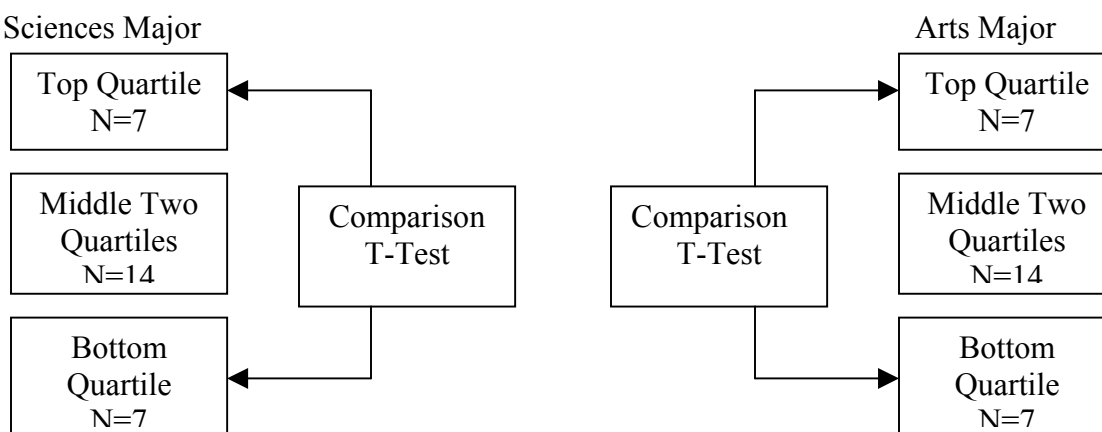 Sciences Major
Arts Major
Top Quartile
N=7
Middle Two
Quartiles
N=14
Bottom
Quartile
N=7
Comparison
T-Test
Comparison
T-Test
Top Quartile
N=7
Middle Two
Quartiles
N=14
Bottom
Quartile
N=7